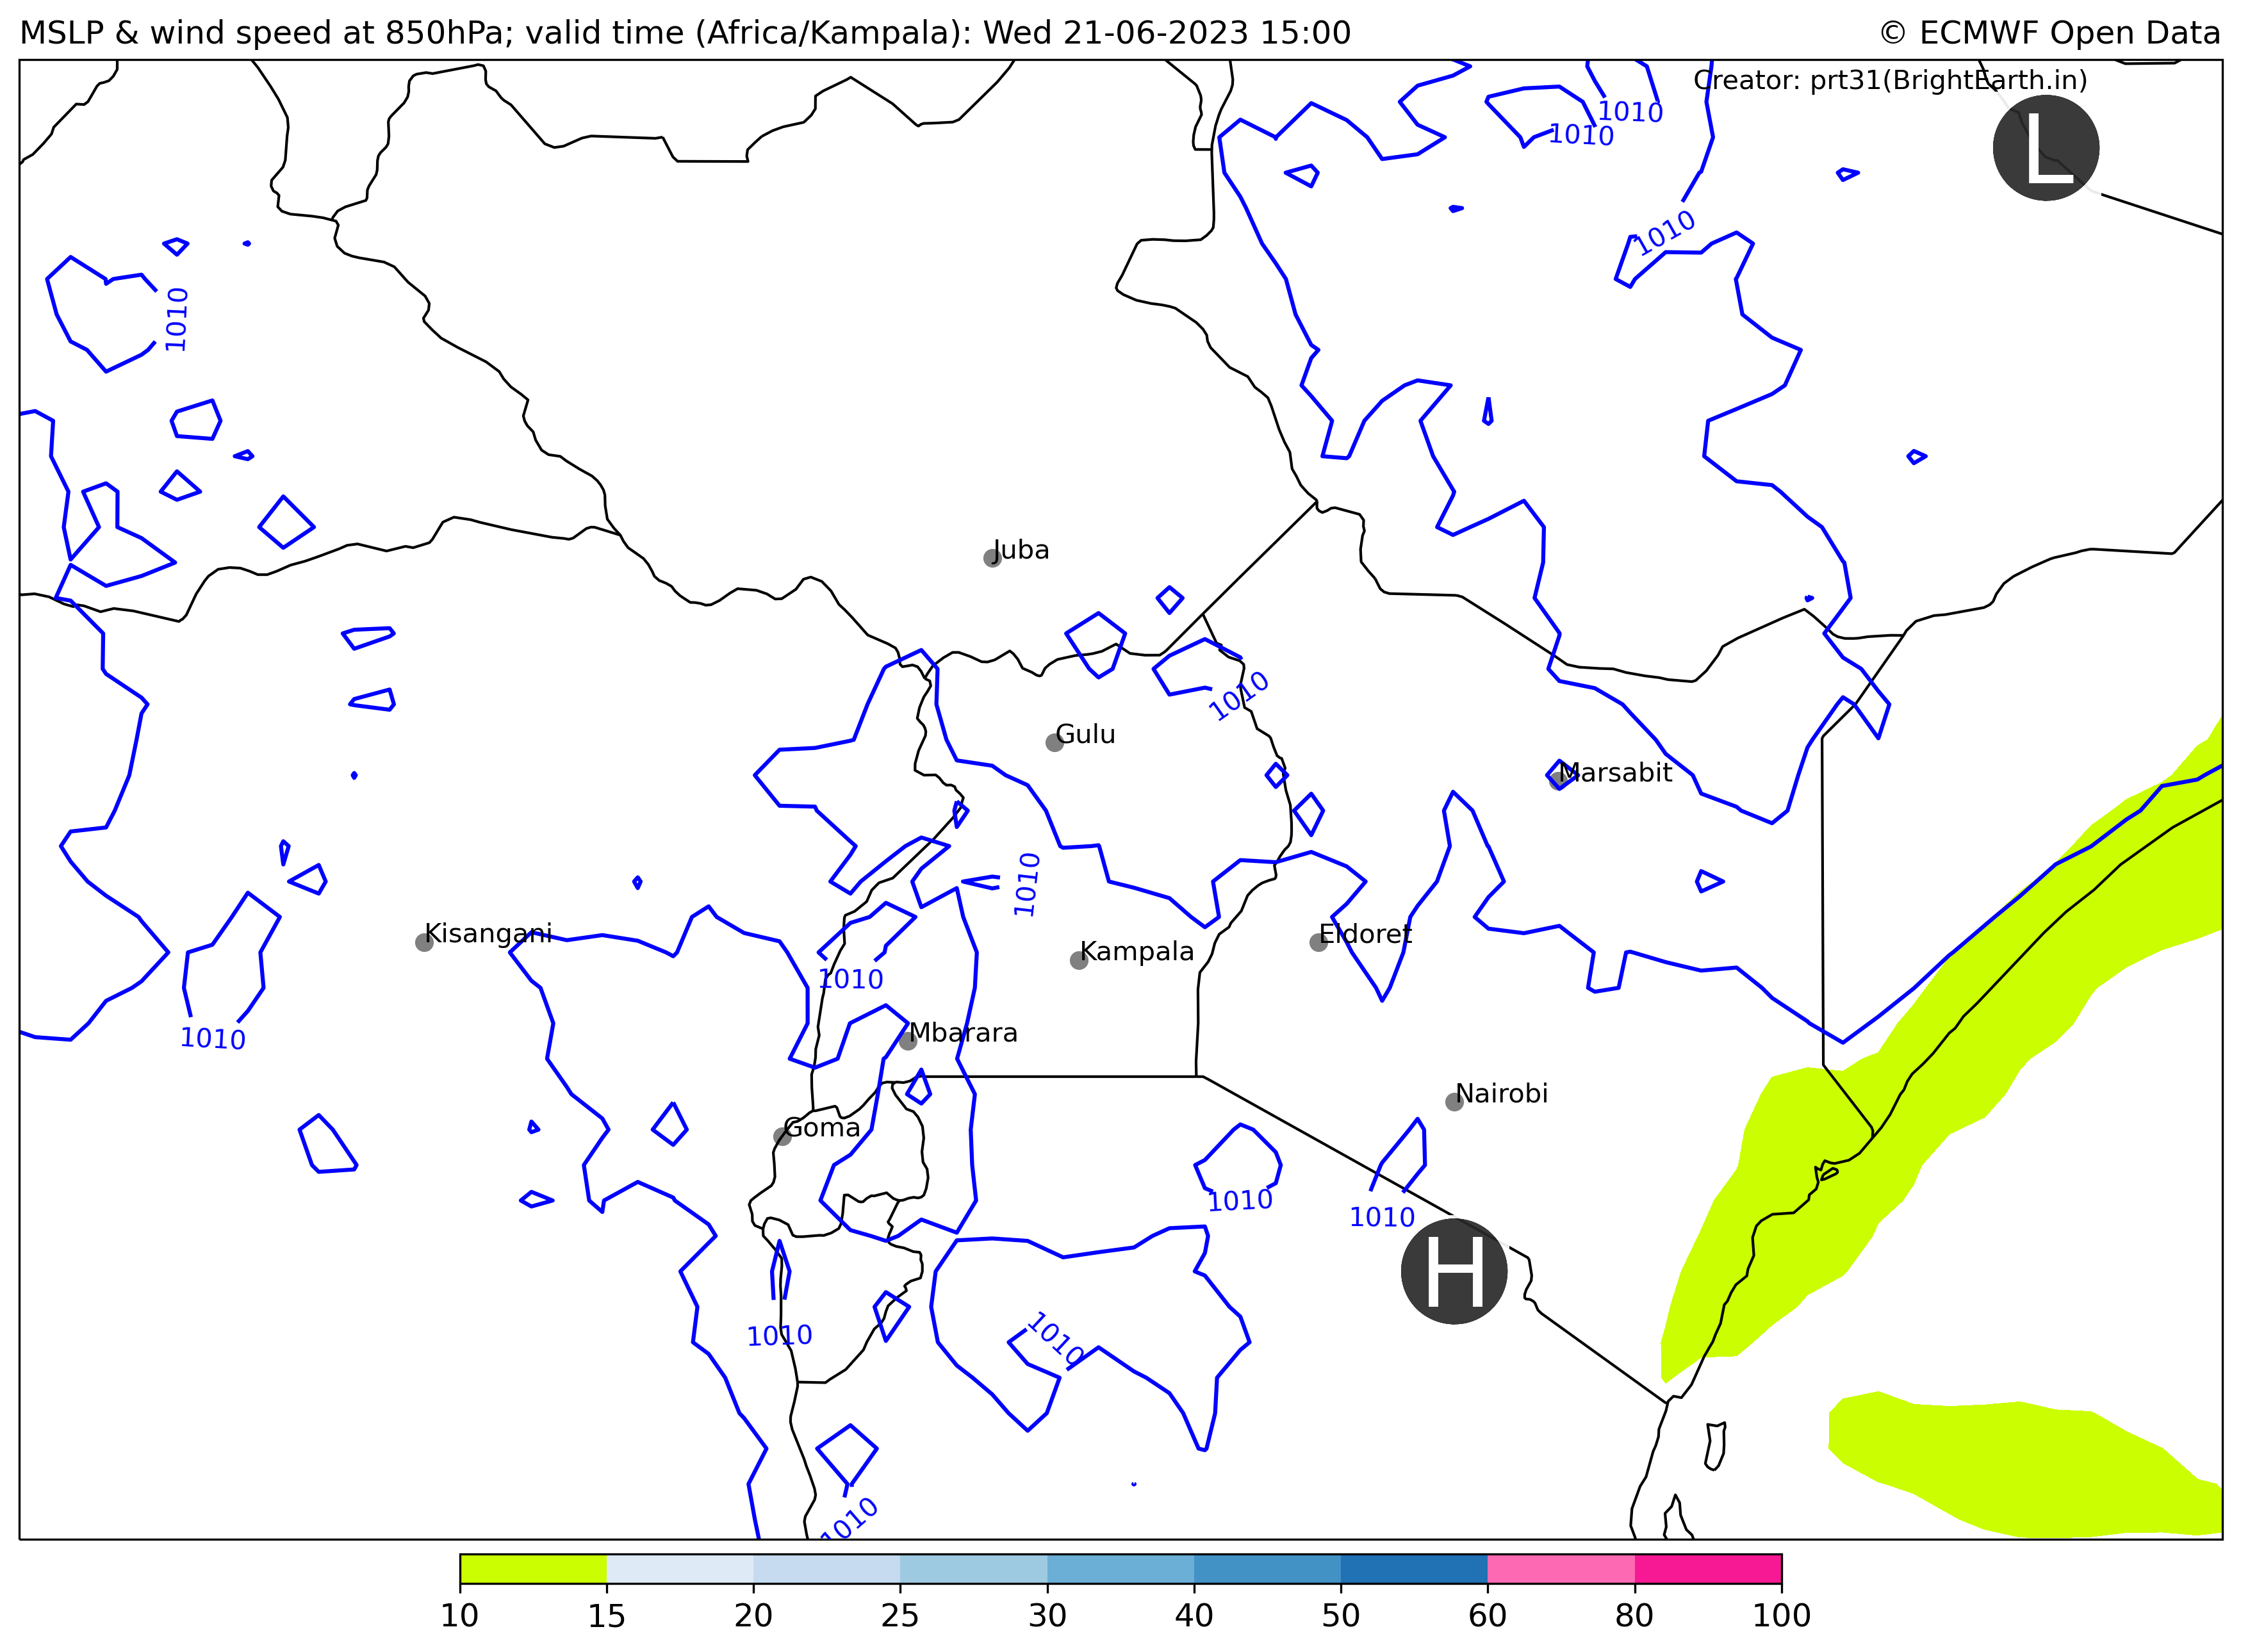 MSLP & wind speed at 850hPa; valid time (Africa/Kampala): Wed 21-06-2023 15:00
© ECMWF Open Data
Creator: prt31(BrightEarth.in)
L
1010
1010
1010
1010
Juba
1010
Gulu
Marsabit
1010
Kisangani
Eldoret
Kampala
1010
1010
Mbarara
Nairobi
Goma
1010
1010
H
1010
1010
1010
10 15 20 25 30 40 50 60 80 100